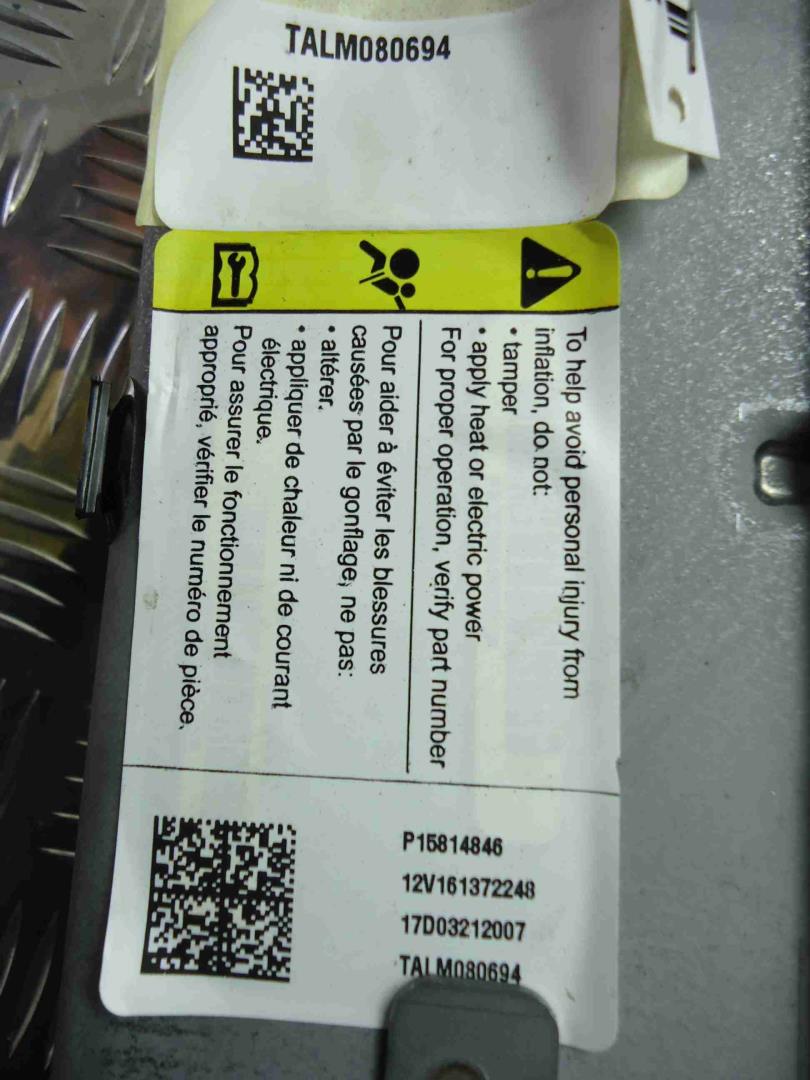 TALM080694
To help avoid personal injury from
inflation, do not:
• tamper
• apply heat or electric power
For proper operation, verify part number
Pour aider à éviter les blessures
causées par le gonflage, ne pas:
• altérer.
• appliquer de chaleur ni de courant
électrique.
Pour assurer le fonctionnement
approprié, vérifier le numéro de pièce.
P15814846
12V161372248
17D03212007
TALM080694